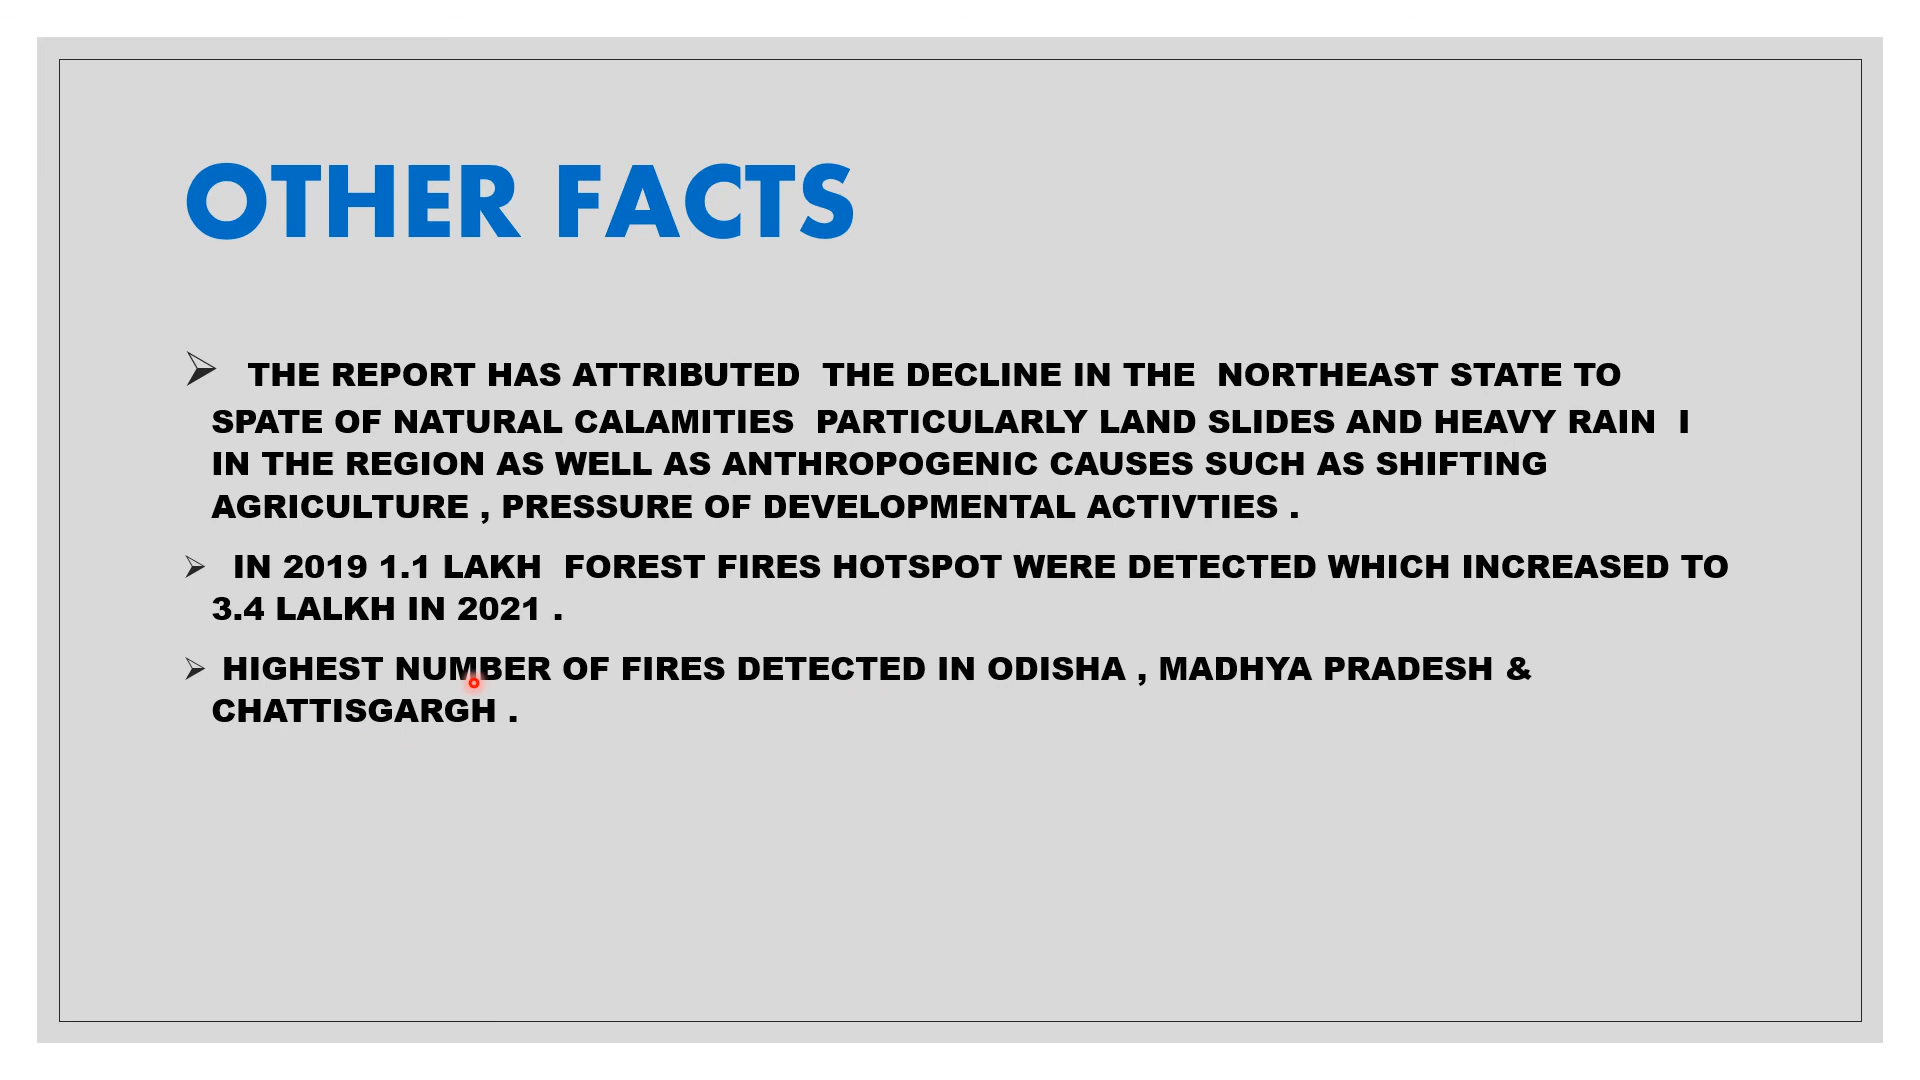 OTHER FACTS
THE REPORT HAS ATTRIBUTED THE DECLINE IN THE NORTHEAST STATE TO
SPATE OF NATURAL CALAMITIES PARTICULARLY LAND SLIDES AND HEAVY RAIN I
IN THE REGION AS WELL AS ANTHROPOGENIC CAUSES SUCH AS SHIFTING
AGRICULTURE , PRESSURE OF DEVELOPMENTAL ACTIVTIES .
IN 2019 1.1 LAKH FOREST FIRES HOTSPOT WERE DETECTED WHICH INCREASED TO
3.4 LALKH IN 2021 .
HIGHEST NUMBER OF FIRES DETECTED IN ODISHA , MADHYA PRADESH &
CHATTISGARGH .